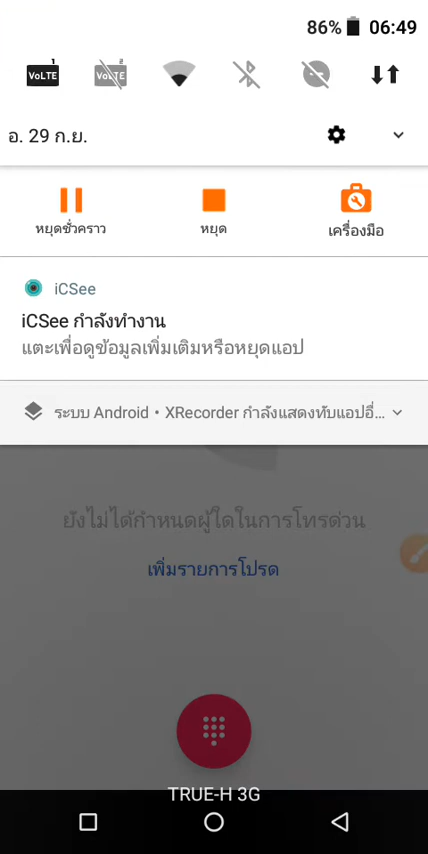 86% 06:49
VoLTE VoLTE
อ. 29 ก.ย.
หยุดชั่วคราว หยุด เครื่องมือ
iCSee
iCSee กำลังทำงาน
แตะเพื่อดูข้อมูลเพิ่มเติมหรือหยุดแอป
ระบบ Android • XRecorder กำลังแสดงทับแอปอื่...
ยังไม่ได้กำหนดผู้ใดในการโทรด่วน
เพิ่มรายการโปรด
TRUE-H 3G